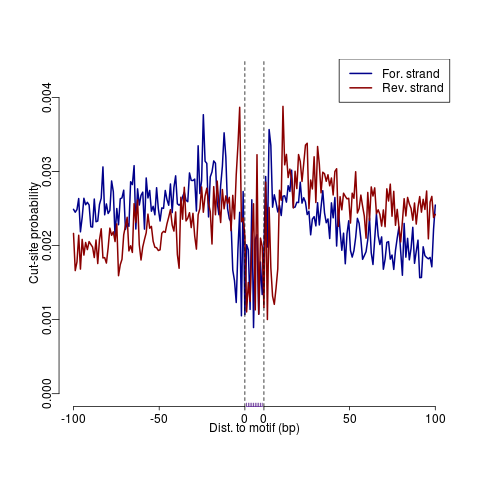 For. strand
Rev. strand
0.004
0.003
0.002
0.001
0.000
Cut-site probability
-100 -50 0 0 50 100
Dist. to motif (bp)